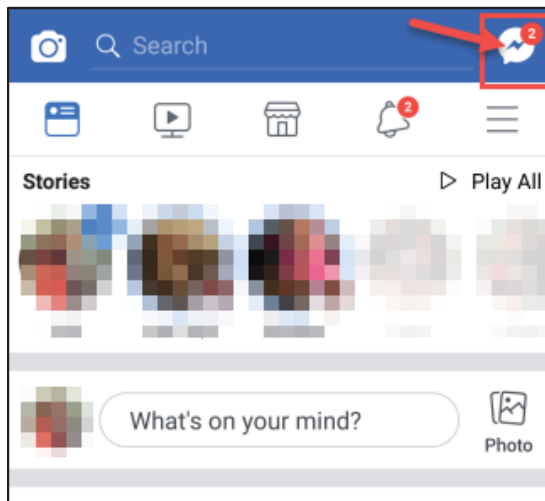 Search
2
2
Stories
Play All
What's on your mind?
Photo